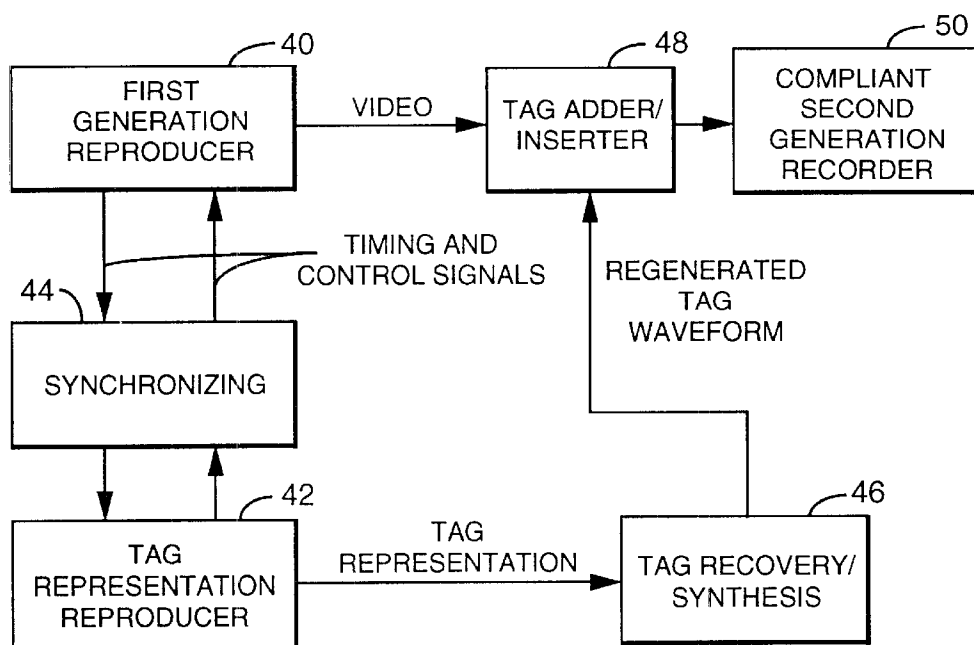 40
FIRST
GENERATION
REPRODUCER
VIDEO
48
TAG ADDER/
INSERTER
50
COMPLIANT
SECOND
GENERATION
RECORDER
TIMING AND
CONTROL SIGNALS
REGENERATED
TAG
WAVEFORM
44
SYNCHRONIZING
42
TAG
REPRESENTATION
REPRODUCER
TAG
REPRESENTATION
46
TAG RECOVERY/
SYNTHESIS